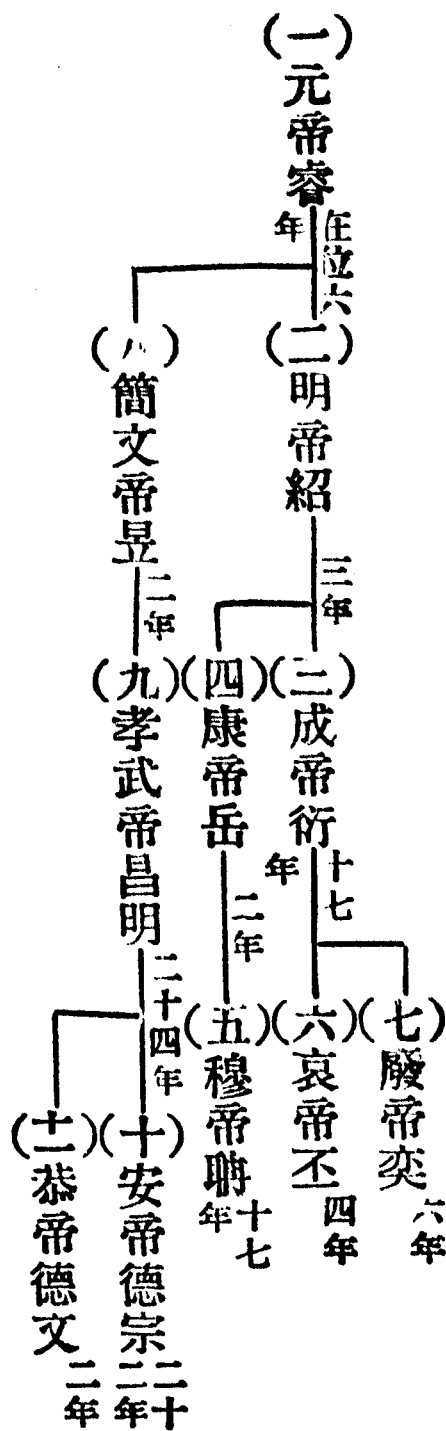 (一)元帝睿 在位六年
(二)明帝紹 三年
(三)成帝衍 十七年
(七)廢帝奕 六年
(六)哀帝丕 四年
(四)康帝岳 二年
(五)穆帝聃 十七年
(八)簡文帝昱 二年
(九)孝武帝昌明 二十四年
(十)安帝德宗 二十二年
(十一)恭帝德文 二年